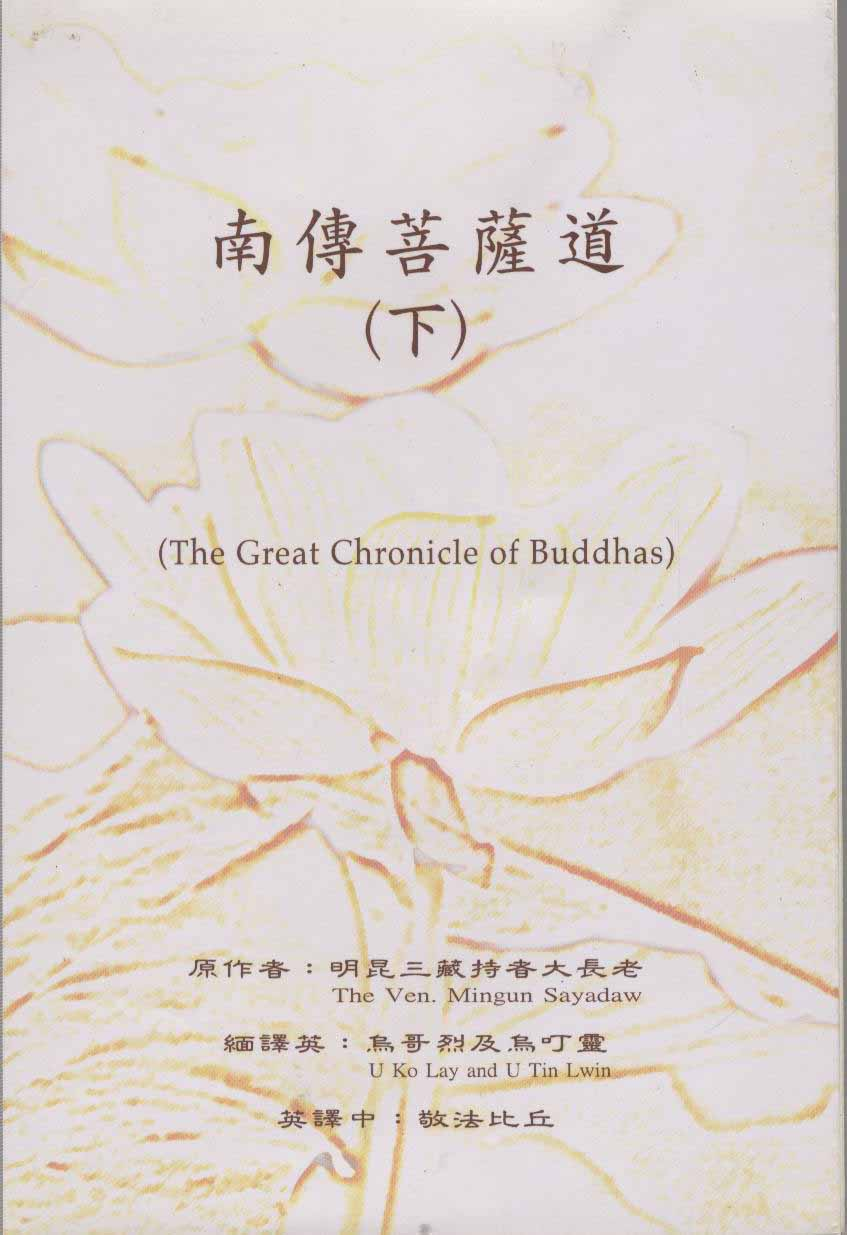 南傳菩薩道
(下)
(The Great Chronicle of Buddhas)
原作者：明昆三藏持者大長老
The Ven. Mingun Sayadaw
緬譯英：烏哥烈及烏叮靈
U Ko Lay and U Tin Lwin
英譯中：敬法比丘